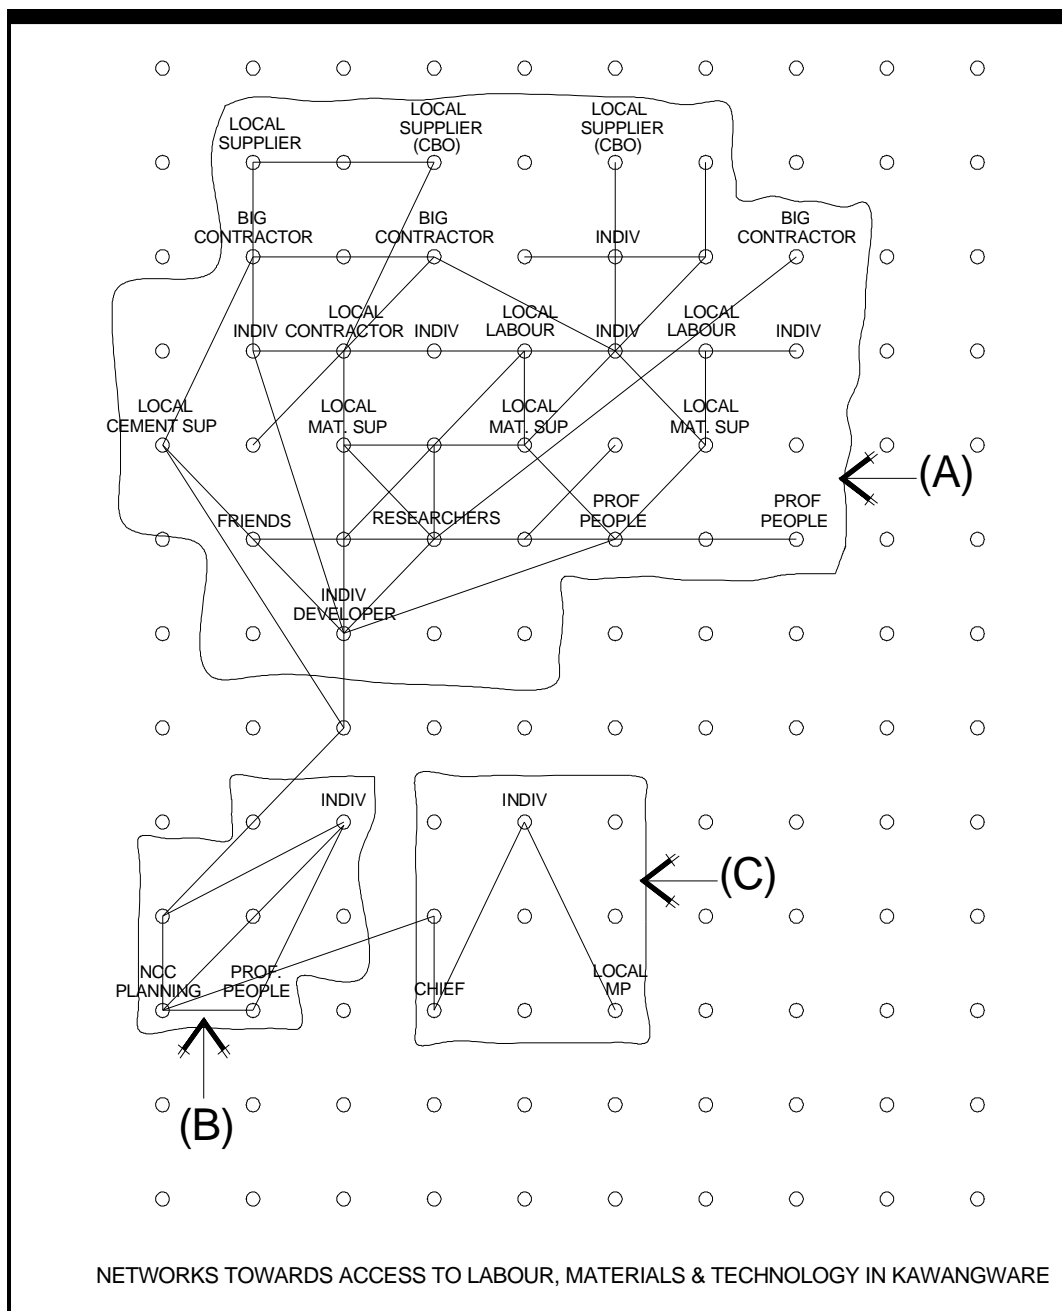 LOCAL
SUPPLIER
LOCAL
SUPPLIER
(CBO)
LOCAL
SUPPLIER
(CBO)
BIG
CONTRACTOR
BIG
CONTRACTOR
INDIV
BIG
CONTRACTOR
INDIV
LOCAL
CONTRACTOR
INDIV
LOCAL
LABOUR
INDIV
LOCAL
LABOUR
INDIV
LOCAL
CEMENT SUP
LOCAL
MAT. SUP
LOCAL
MAT. SUP
LOCAL
MAT. SUP
(A)
FRIENDS
RESEARCHERS
PROF
PEOPLE
PROF
PEOPLE
INDIV
DEVELOPER
INDIV
INDIV
(C)
NCC
PLANNING
PROF.
PEOPLE
CHIEF
LOCAL
MP
(B)
NETWORKS TOWARDS ACCESS TO LABOUR, MATERIALS & TECHNOLOGY IN KAWANGWARE